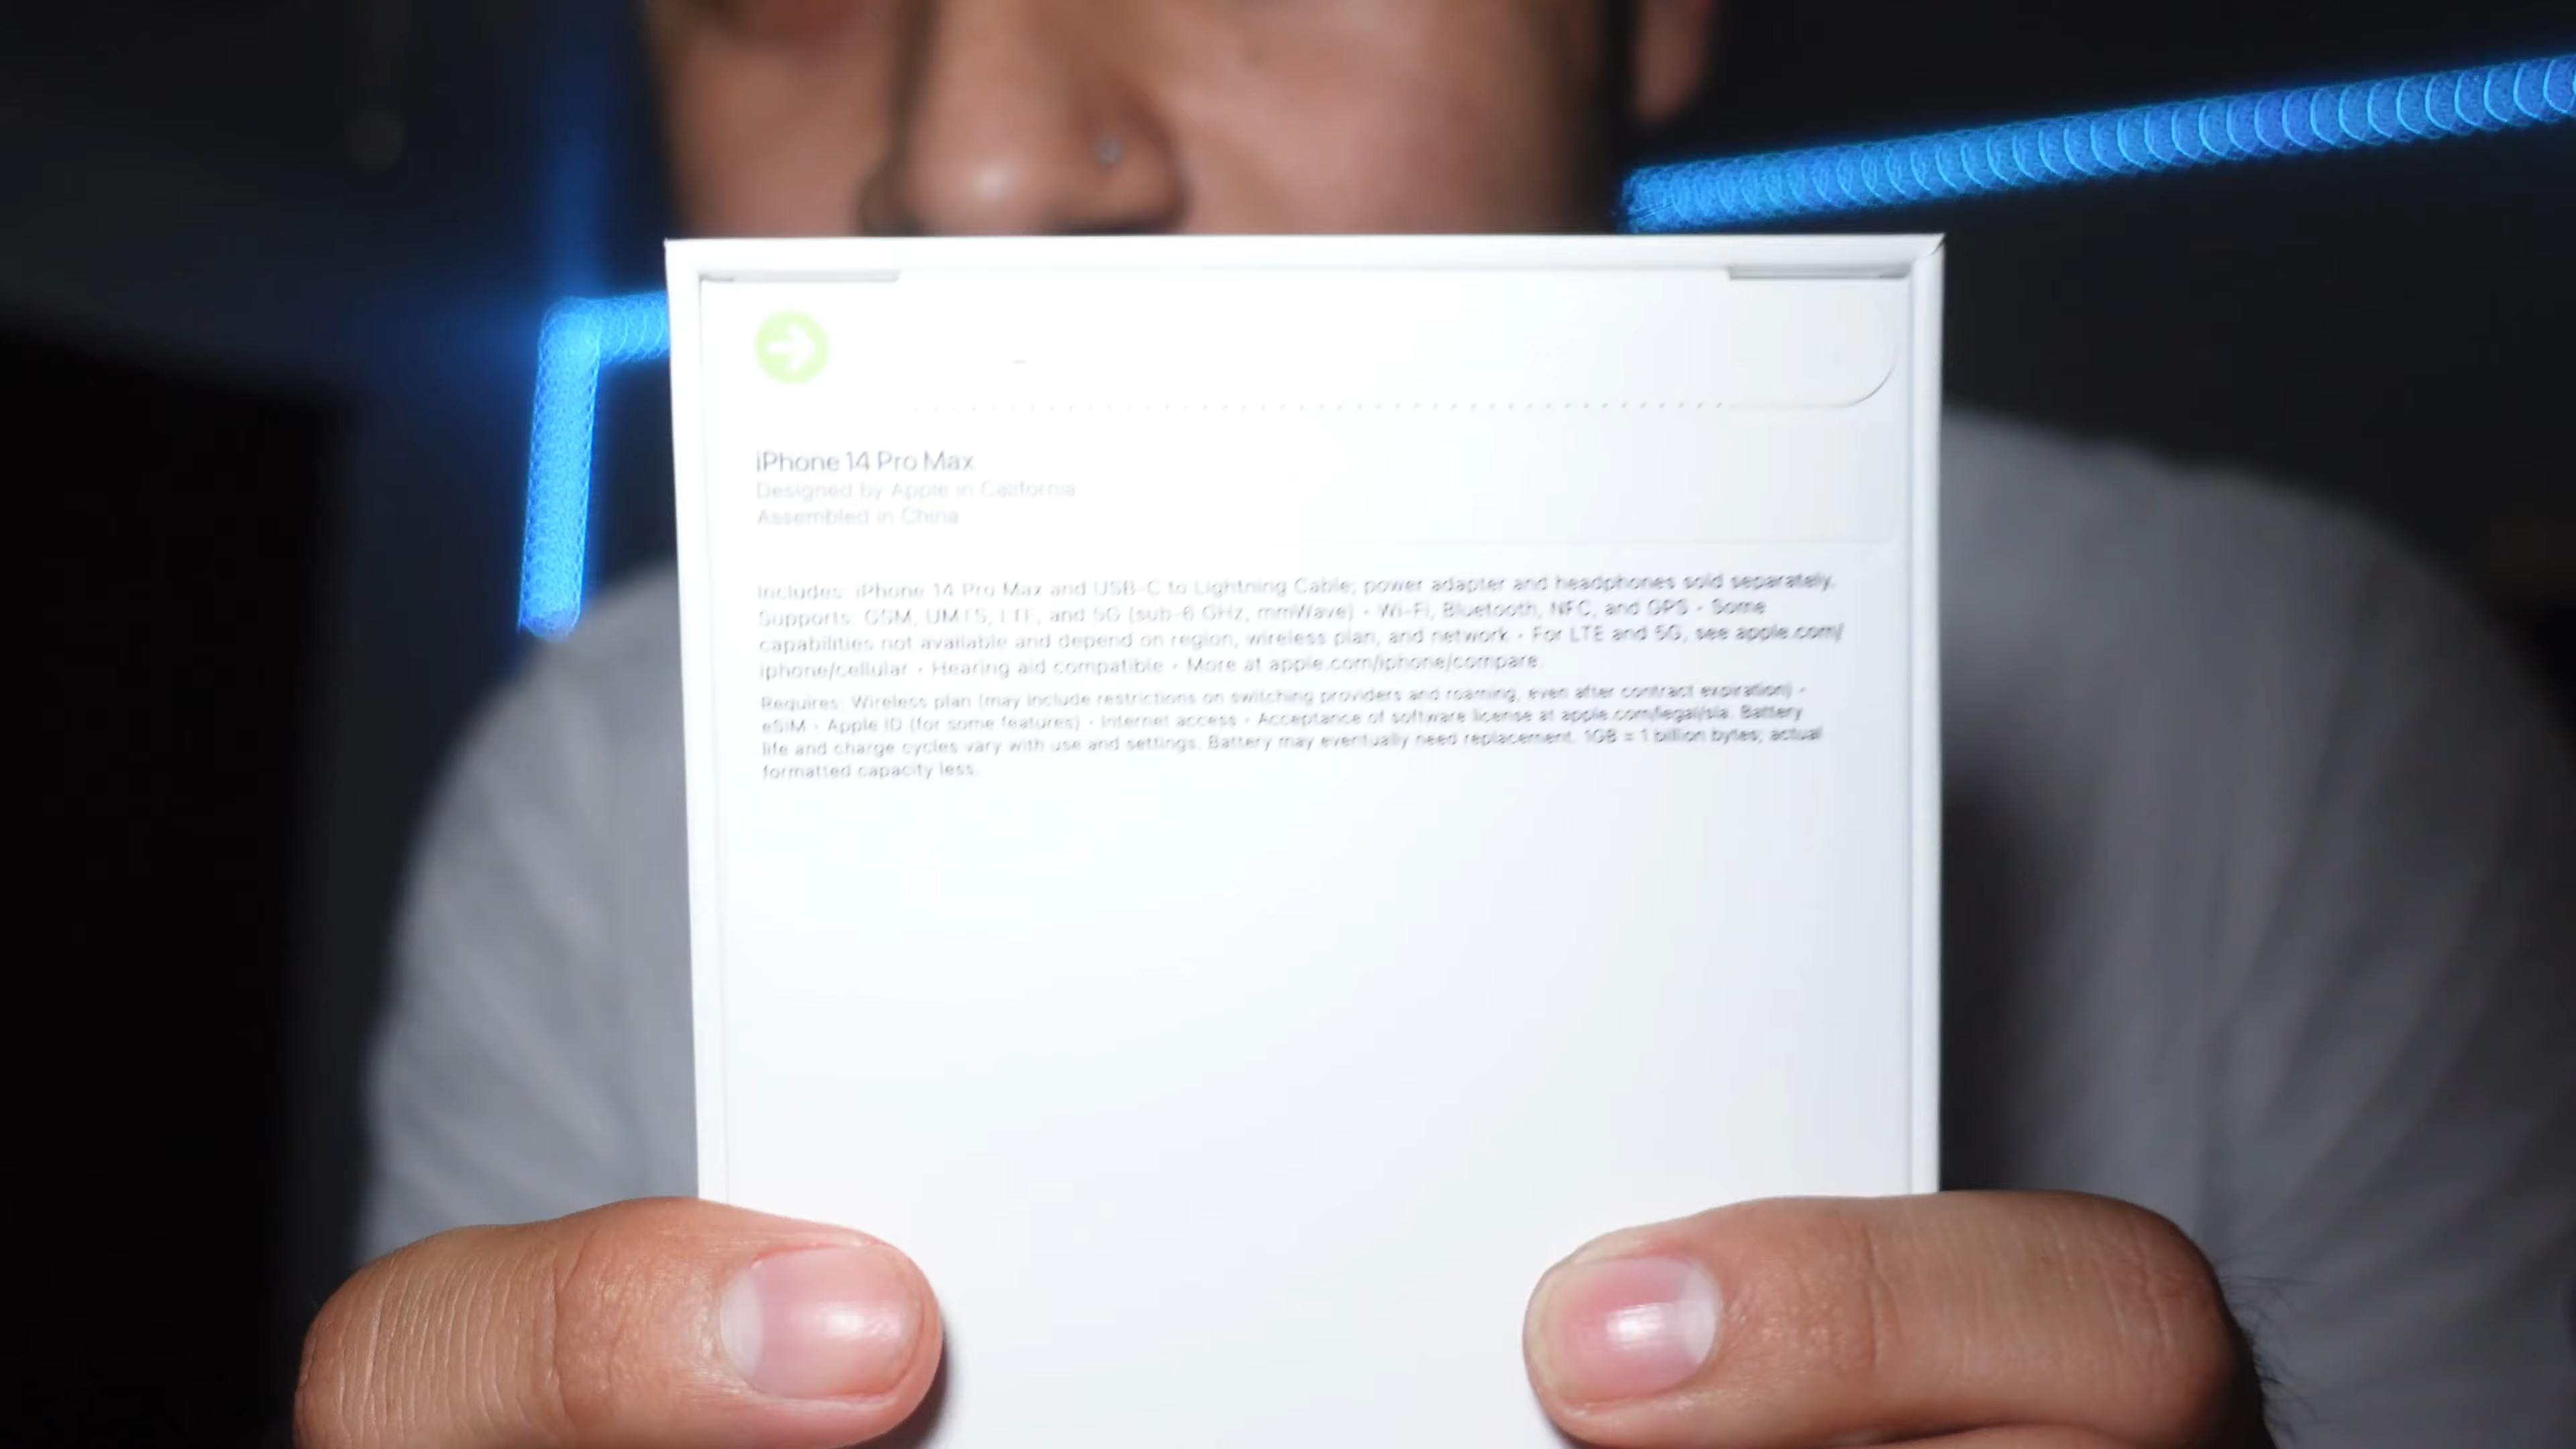 iPhone 14 Pro Max
Designed by Apple in California
Assembled in China
Includes: iPhone 14 Pro Max and USB-C to Lightning Cable; power adapter and headphones sold separately.
Supports: GSM, UMTS, LTE, and 5G (sub-6 GHz, mmWave) • Wi-Fi, Bluetooth, NFC, and GPS • Some
capabilities not available and depend on region, wireless plan, and network • For LTE and 5G, see apple.com/
iphone/cellular • Hearing aid compatible • More at apple.com/iphone/compare.
Requires: Wireless plan (may include restrictions on switching providers and roaming, even after contract expiration) •
eSIM • Apple ID (for some features) • Internet access • Acceptance of software license at apple.com/legal/sla. Battery
life and charge cycles vary with use and settings. Battery may eventually need replacement. 1GB = 1 billion bytes; actual
formatted capacity less.